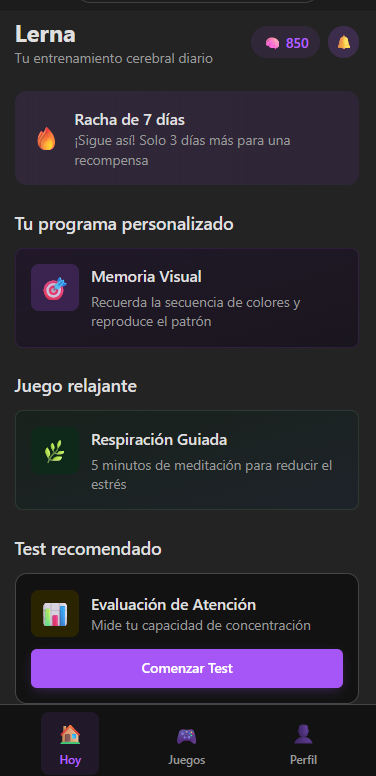 Lerna
850
Tu entrenamiento cerebral diario
Racha de 7 días
¡Sigue así! Solo 3 días más para una
recompensa
Tu programa personalizado
Memoria Visual
Recuerda la secuencia de colores y
reproduce el patrón
Juego relajante
Respiración Guiada
5 minutos de meditación para reducir el
estrés
Test recomendado
Evaluación de Atención
Mide tu capacidad de concentración
Comenzar Test
Hoy
Juegos
Perfil